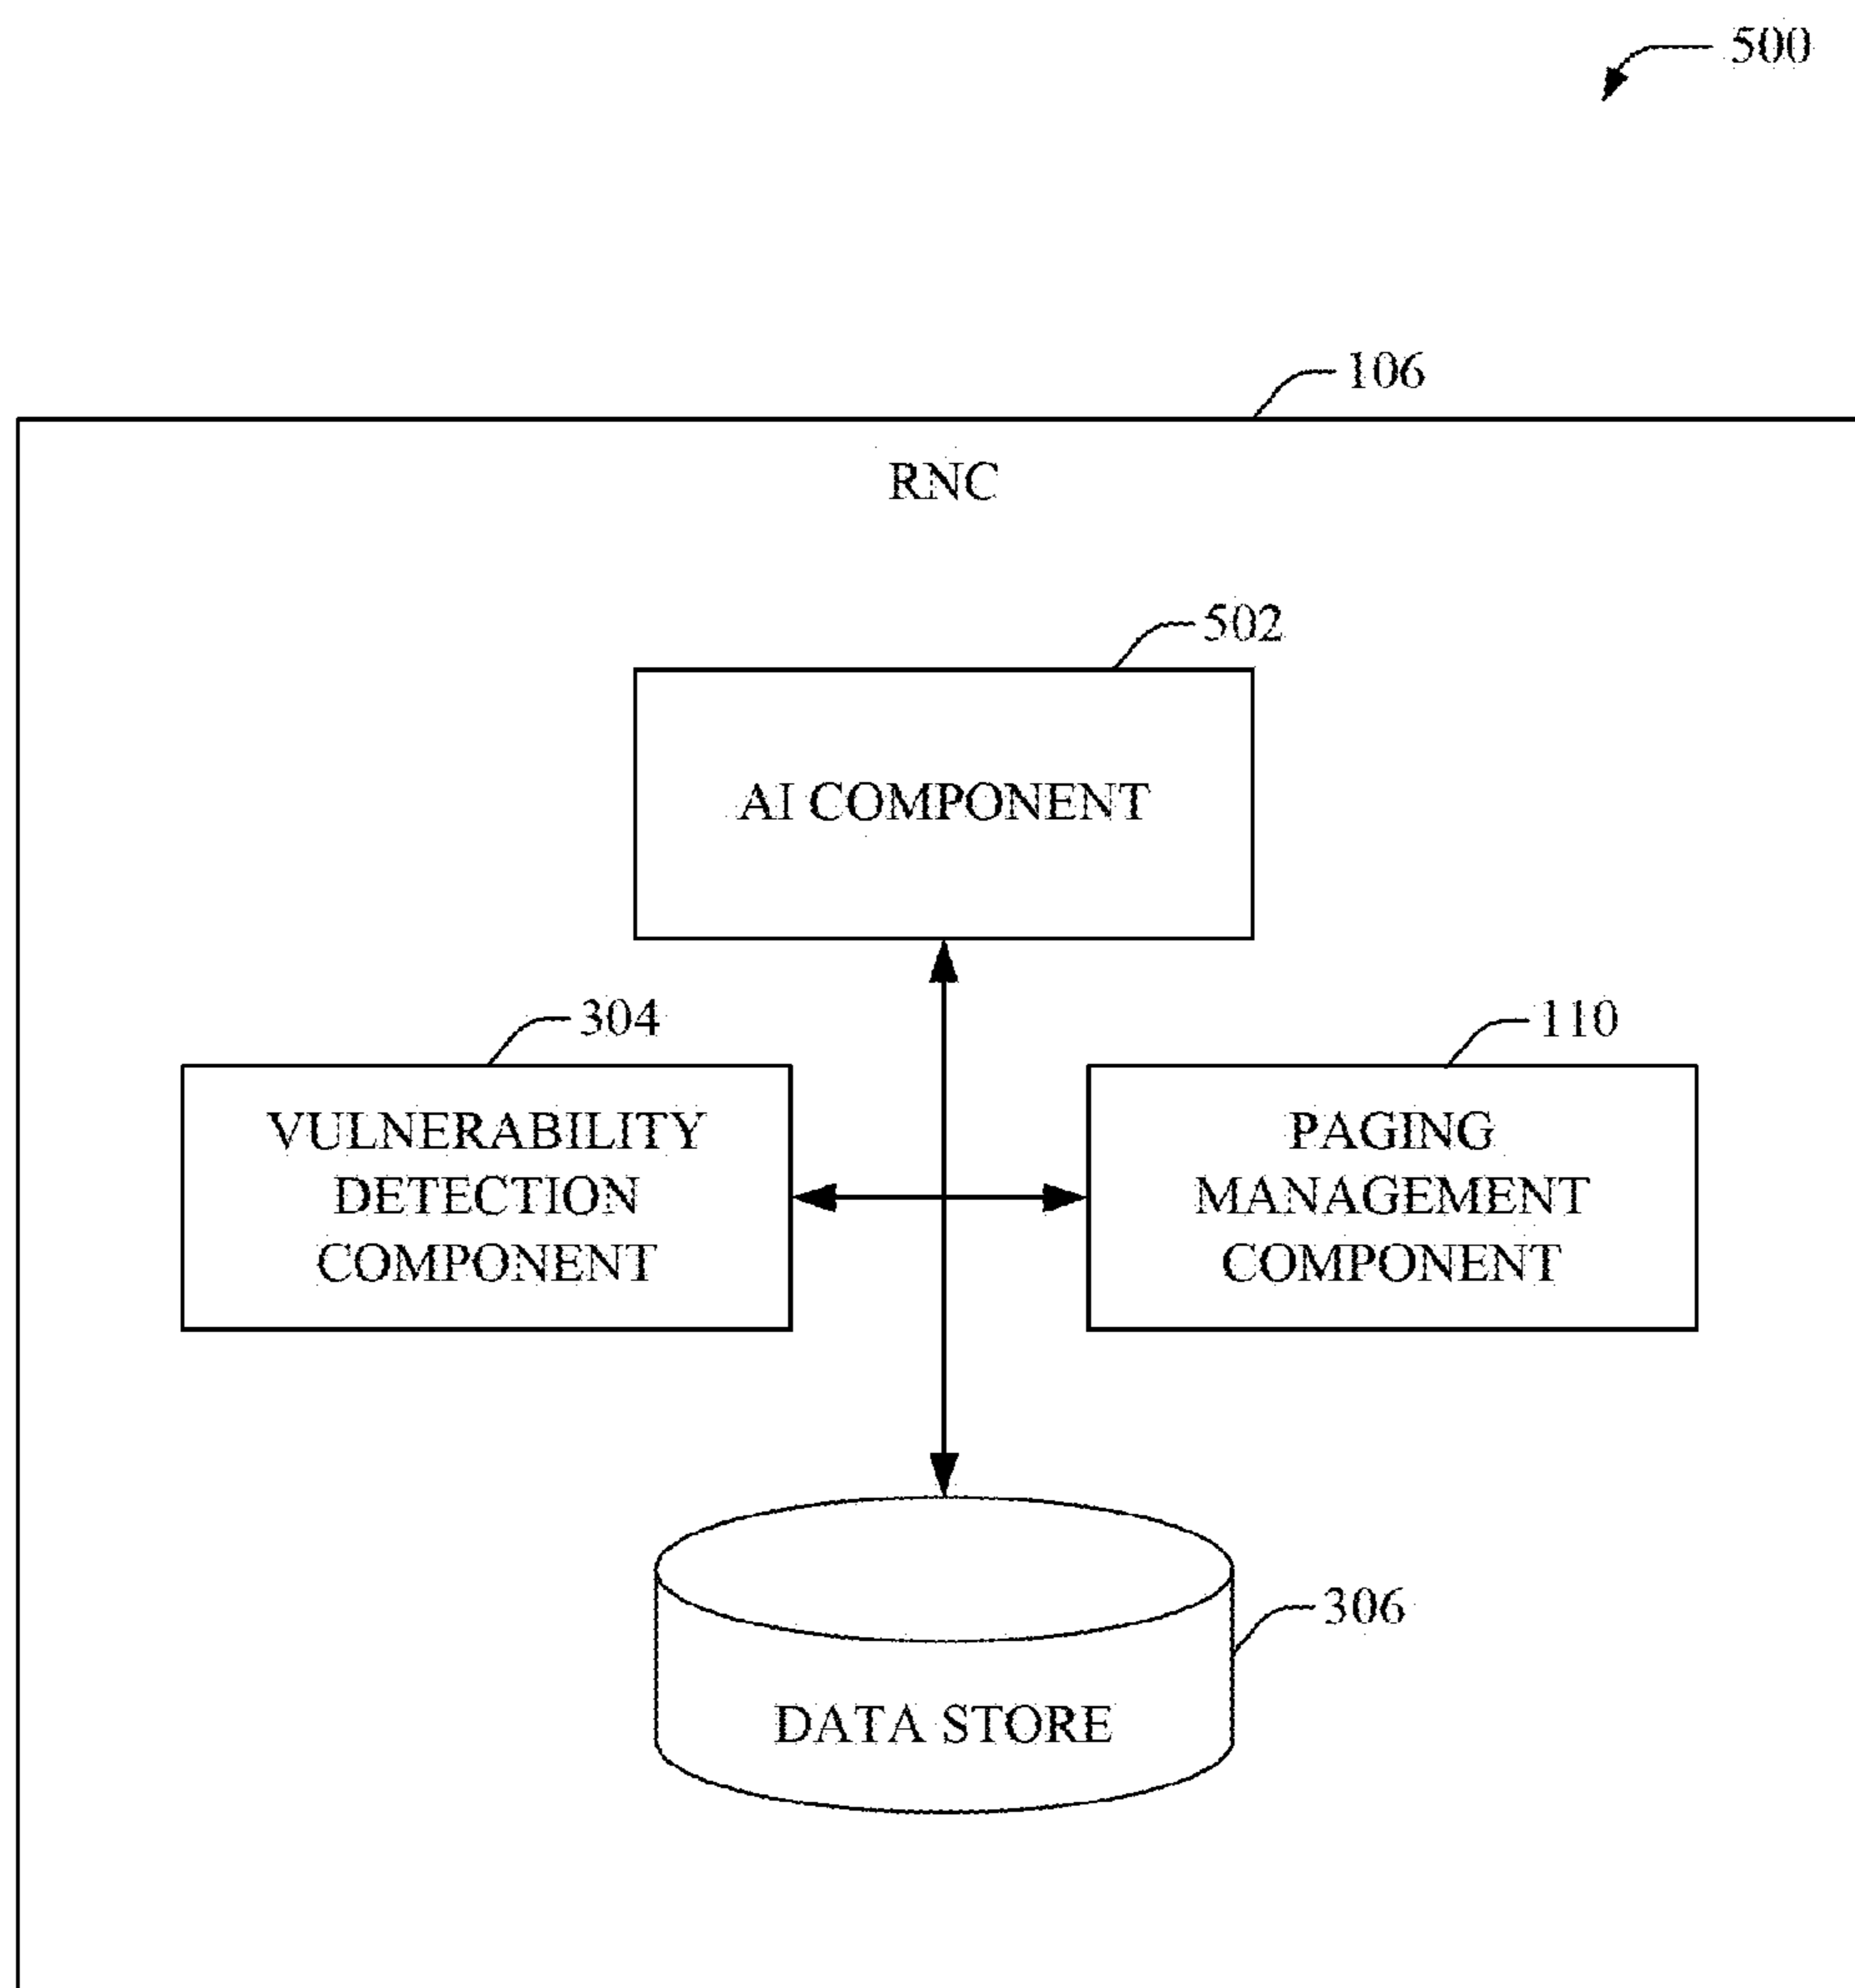 500
106
RNC
502
AI COMPONENT
304
110
VULNERABILITY
DETECTION
COMPONENT
PAGING
MANAGEMENT
COMPONENT
306
DATA STORE